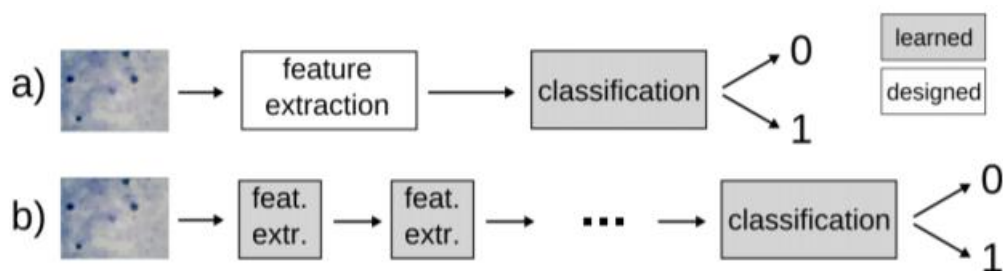 a)
feature
extraction
classification
0
1
learned
designed
b)
feat.
extr.
feat.
extr.
...
classification
0
1